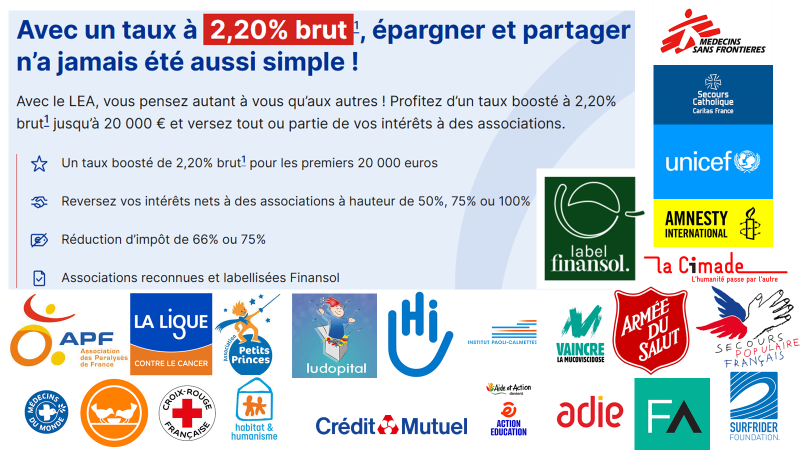 Avec un taux à 2,20% brut1, épargner et partager
n'a jamais été aussi simple !
Avec le LEA, vous pensez autant à vous qu'aux autres ! Profitez d'un taux boosté à 2,20%
brut1 jusqu'à 20 000 € et versez tout ou partie de vos intérêts à des associations.
Un taux boosté de 2,20% brut1 pour les premiers 20 000 euros
Reversez vos intérêts nets à des associations à hauteur de 50%, 75% ou 100%
Réduction d'impôt de 66% ou 75%
Associations reconnues et labellisées Finansol
label
finansol.
MEDECINS
SANS FRONTIERES
Secours
Catholique
Caritas France
unicef
AMNESTY
INTERNATIONAL
la Cimade
L'humanité passe par l'autre
APF
Association
des Paralysés
de France
LA LIGUE
CONTRE LE CANCER
Association
Petits
Princes
ludopital
Hi
INSTITUT PAOLI-CALMETTES
VAINCRE
LA MUCOVISCIDOSE
ARMÉE
DU
SALUT
SECOURS
POPULAIRE
FRANÇAIS
MÉDECINS
DU MONDE
CROIX-ROUGE
FRANÇAISE
habitat &
humanisme
Crédit Mutuel
Aide et Action
devient
ACTION
EDUCATION
adie
FA
SURFRIDER
FOUNDATION.